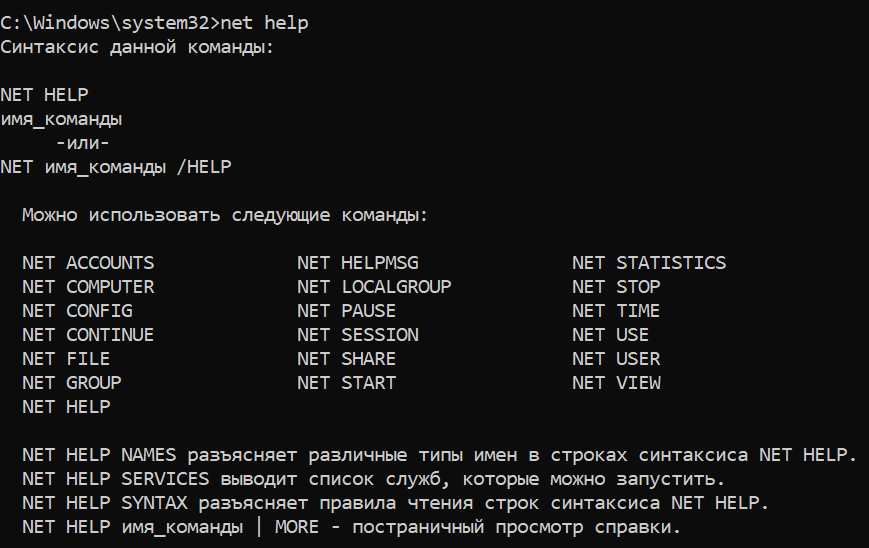 C:\Windows\system32>net help
Синтаксис данной команды:

NET HELP
имя_команды
     -или-
NET имя_команды /HELP

  Можно использовать следующие команды:

  NET ACCOUNTS             NET HELPMSG              NET STATISTICS
  NET COMPUTER             NET LOCALGROUP           NET STOP
  NET CONFIG               NET PAUSE                NET TIME
  NET CONTINUE             NET SESSION              NET USE
  NET FILE                 NET SHARE                NET USER
  NET GROUP                NET START                NET VIEW
  NET HELP

  NET HELP NAMES разъясняет различные типы имен в строках синтаксиса NET HELP.
  NET HELP SERVICES выводит список служб, которые можно запустить.
  NET HELP SYNTAX разъясняет правила чтения строк синтаксиса NET HELP.
  NET HELP имя_команды | MORE - постраничный просмотр справки.